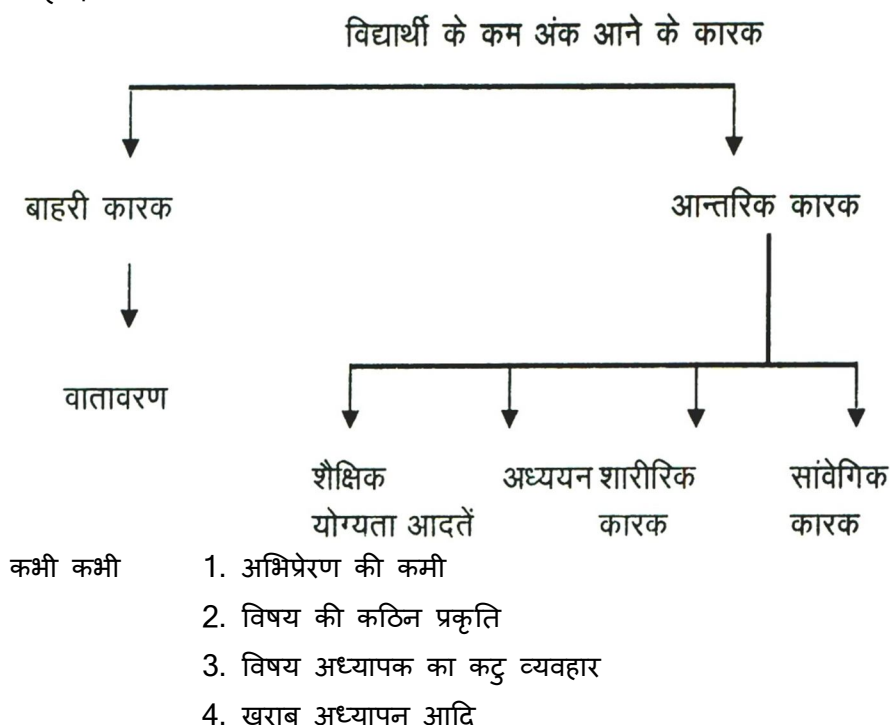 विद्यार्थी के कम अंक आने के कारक
बाहरी कारक आन्तरिक कारक
वातावरण
शैक्षिक अध्ययन शारीरिक सांवेगिक
योग्यता आदतें कारक कारक
कभी कभी 1. अभिप्रेरण की कमी
2. विषय की कठिन प्रकृति
3. विषय अध्यापक का कटु व्यवहार
4. खराब अध्यापन आदि